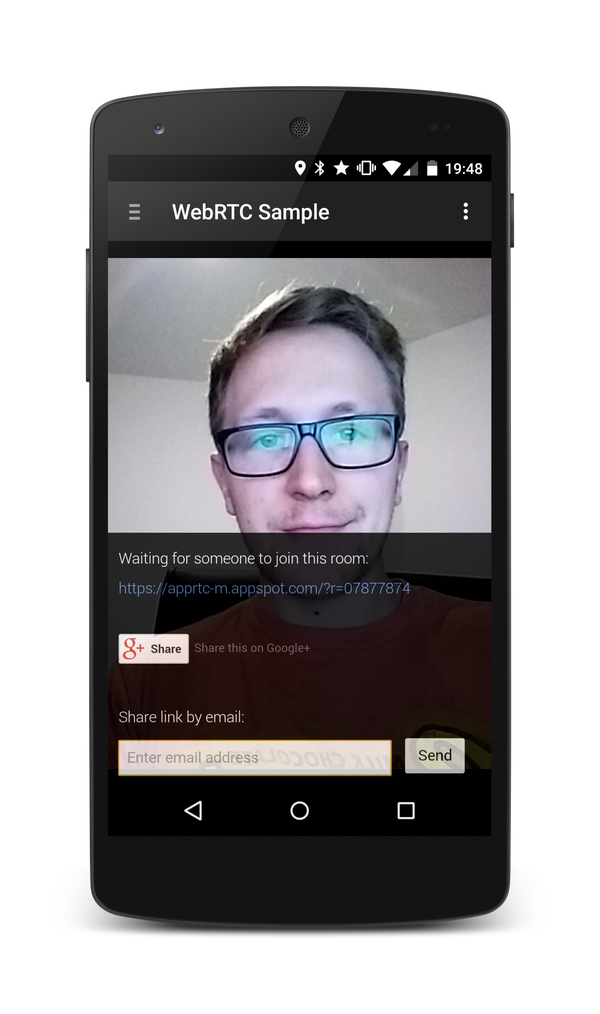 19:48
WebRTC Sample
Waiting for someone to join this room:
https://apprtc-m.appspot.com/?r=07877874
g+ Share Share this on Google+
Share link by email:
Enter email address
Send
MILK CHOCOLATE